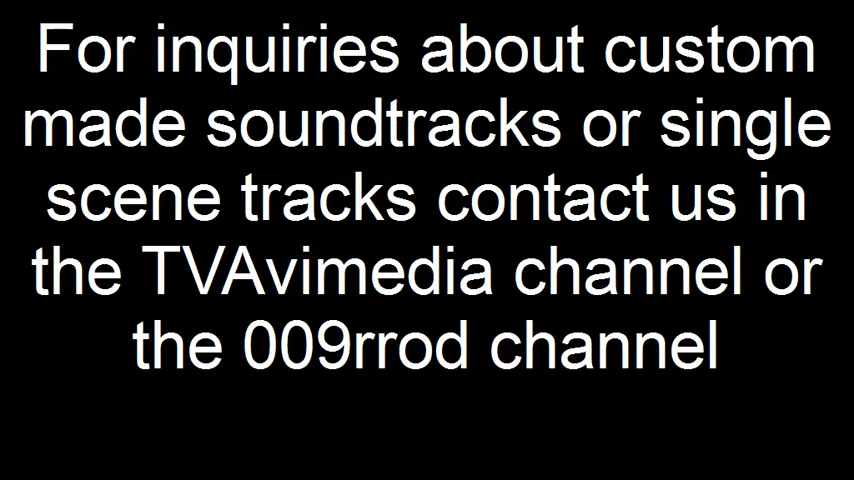 For inquiries about custom
made soundtracks or single
scene tracks contact us in
the TVAvimedia channel or
the 009rrod channel